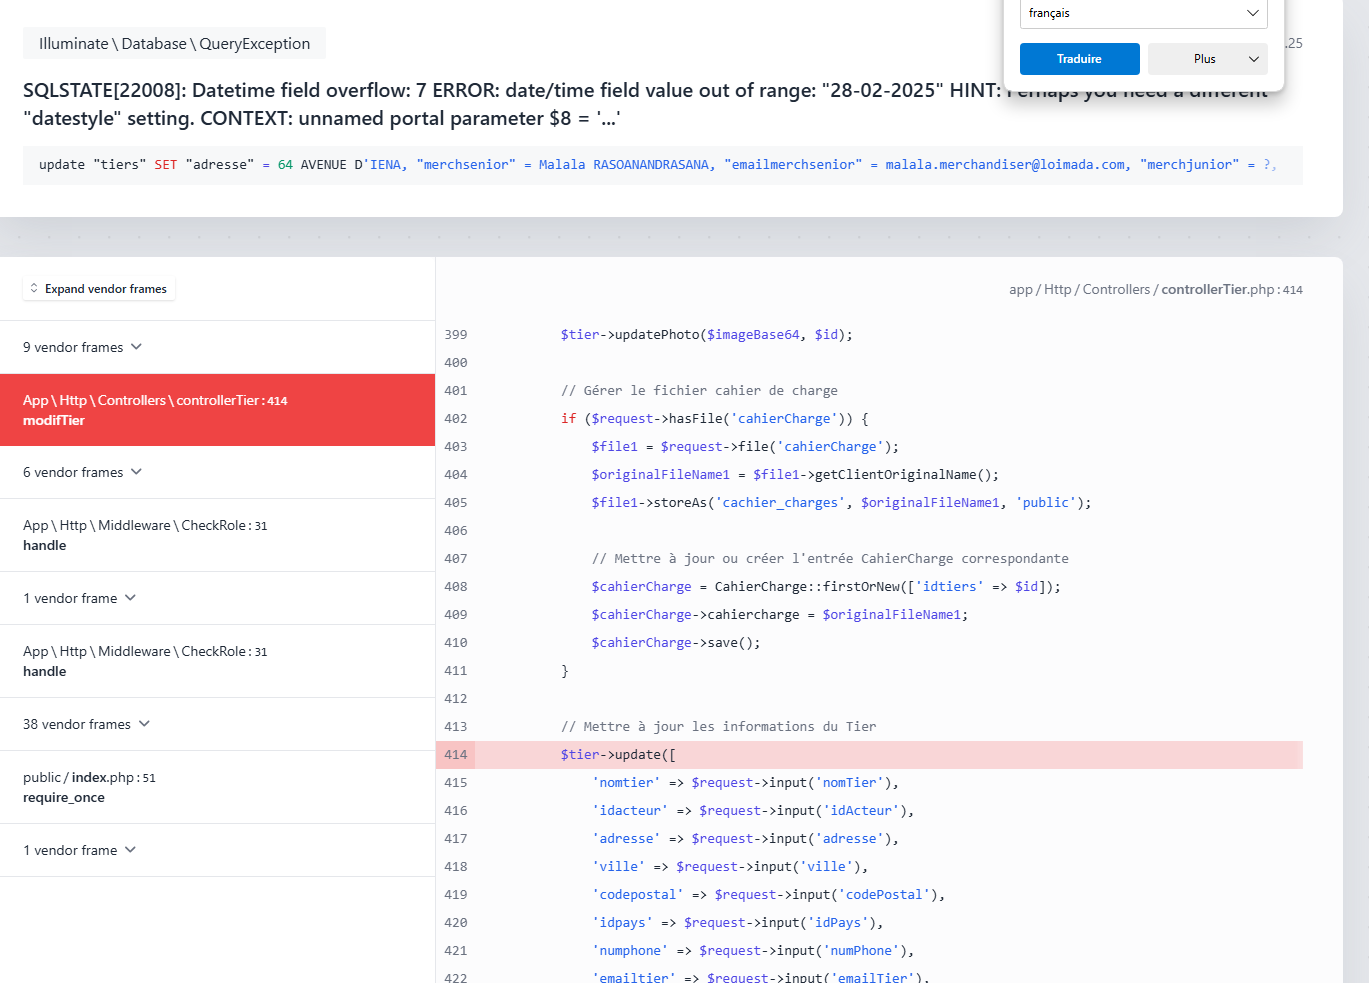 français
Traduire
Plus
.25
Illuminate \ Database \ QueryException
SQLSTATE[22008]: Datetime field overflow: 7 ERROR: date/time field value out of range: "28-02-2025" HINT: Perhaps you need a different
"datestyle" setting. CONTEXT: unnamed portal parameter $8 = '...'
update "tiers" SET "adresse" = 64 AVENUE D'IENA, "merchsenior" = Malala RASOANANDRASANA, "emailmerchsenior" = malala.merchandiser@loimada.com, "merchjunior" = ?,
Expand vendor frames
9 vendor frames
App \ Http \ Controllers \ controllerTier : 414
modifTier
6 vendor frames
App \ Http \ Middleware \ CheckRole : 31
handle
1 vendor frame
App \ Http \ Middleware \ CheckRole : 31
handle
38 vendor frames
public / index.php : 51
require_once
1 vendor frame
app / Http / Controllers / controllerTier.php : 414
399 $tier->updatePhoto($imageBase64, $id);
400
401 // Gérer le fichier cahier de charge
402 if ($request->hasFile('cahierCharge')) {
403 $file1 = $request->file('cahierCharge');
404 $originalFileName1 = $file1->getClientOriginalName();
405 $file1->storeAs('cachier_charges', $originalFileName1, 'public');
406
407 // Mettre à jour ou créer l'entrée CahierCharge correspondante
408 $cahierCharge = CahierCharge::firstOrNew(['idtiers' => $id]);
409 $cahierCharge->cahiercharge = $originalFileName1;
410 $cahierCharge->save();
411 }
412
413 // Mettre à jour les informations du Tier
414 $tier->update([
415 'nomtier' => $request->input('nomTier'),
416 'idacteur' => $request->input('idActeur'),
417 'adresse' => $request->input('adresse'),
418 'ville' => $request->input('ville'),
419 'codepostal' => $request->input('codePostal'),
420 'idpays' => $request->input('idPays'),
421 'numphone' => $request->input('numPhone'),
422 'emailtier' => $request->input('emailTier'),